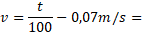 v = t/100 − 0,07m/s =